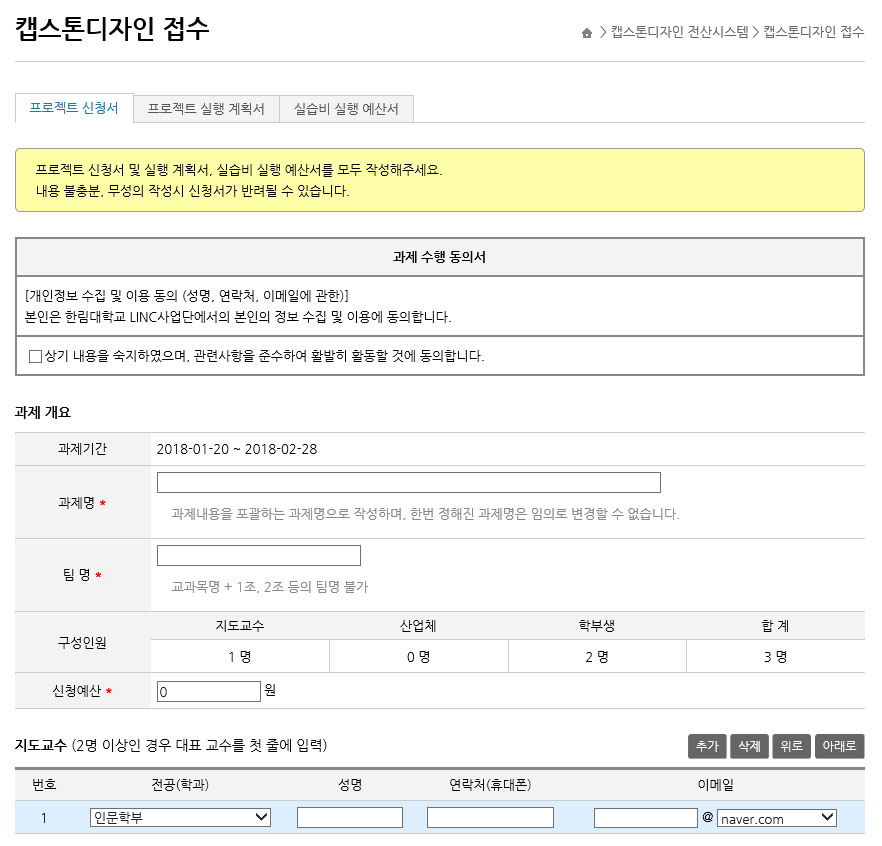 캡스톤디자인 접수
> 캡스톤디자인 전산시스템 > 캡스톤디자인 접수
프로젝트 신청서 프로젝트 실행 계획서 실습비 실행 예산서
프로젝트 신청서 및 실행 계획서, 실습비 실행 예산서를 모두 작성해주세요.
내용 불충분, 무성의 작성시 신청서가 반려될 수 있습니다.
과제 수행 동의서
[개인정보 수집 및 이용 동의 (성명, 연락처, 이메일에 관한)]
본인은 한림대학교 LINC사업단에서의 본인의 정보 수집 및 이용에 동의합니다.
상기 내용을 숙지하였으며, 관련사항을 준수하여 활발히 활동할 것에 동의합니다.
과제 개요
과제기간 2018-01-20 ~ 2018-02-28
과제명 *
과제내용을 포괄하는 과제명으로 작성하며, 한번 정해진 과제명은 임의로 변경할 수 없습니다.
팀 명 *
교과목명 + 1조, 2조 등의 팀명 불가
구성인원
지도교수 산업체 학부생 합 계
1 명 0 명 2 명 3 명
신청예산 * 0 원
지도교수 (2명 이상인 경우 대표 교수를 첫 줄에 입력) 추가 삭제 위로 아래로
번호 전공(학과) 성명 연락처(휴대폰) 이메일
1 인문학부 @ naver.com